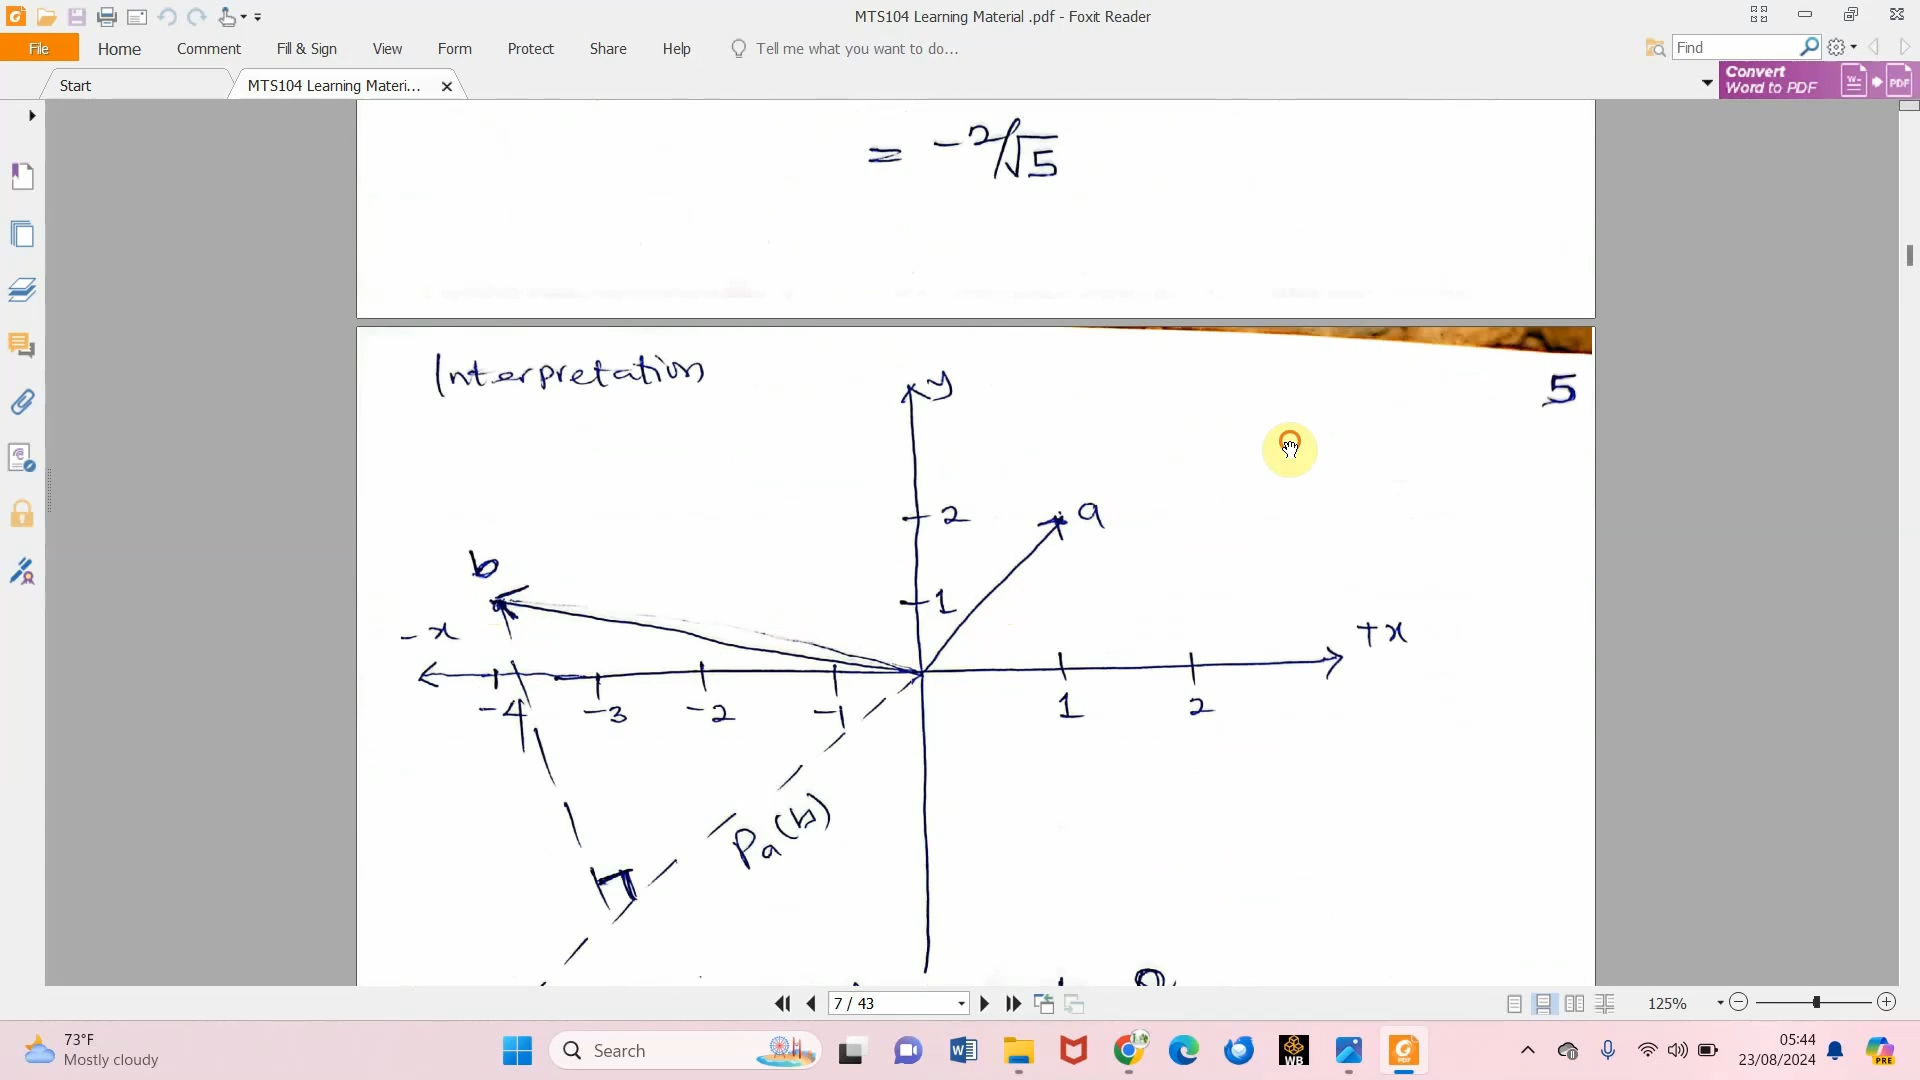 MTS104 Learning Material .pdf - Foxit Reader
File Home Comment Fill & Sign View Form Protect Share Help Tell me what you want to do... Find
Start MTS104 Learning Materi... Convert
Word to PDF
= -2/√5
Interpretation
y
5
2
a
b
1
-x
+x
-4 -3 -2 -1 1 2
Pa(b)
7 / 43 125%
73°F
Mostly cloudy
Search
WB
PRE
05:44
23/08/2024